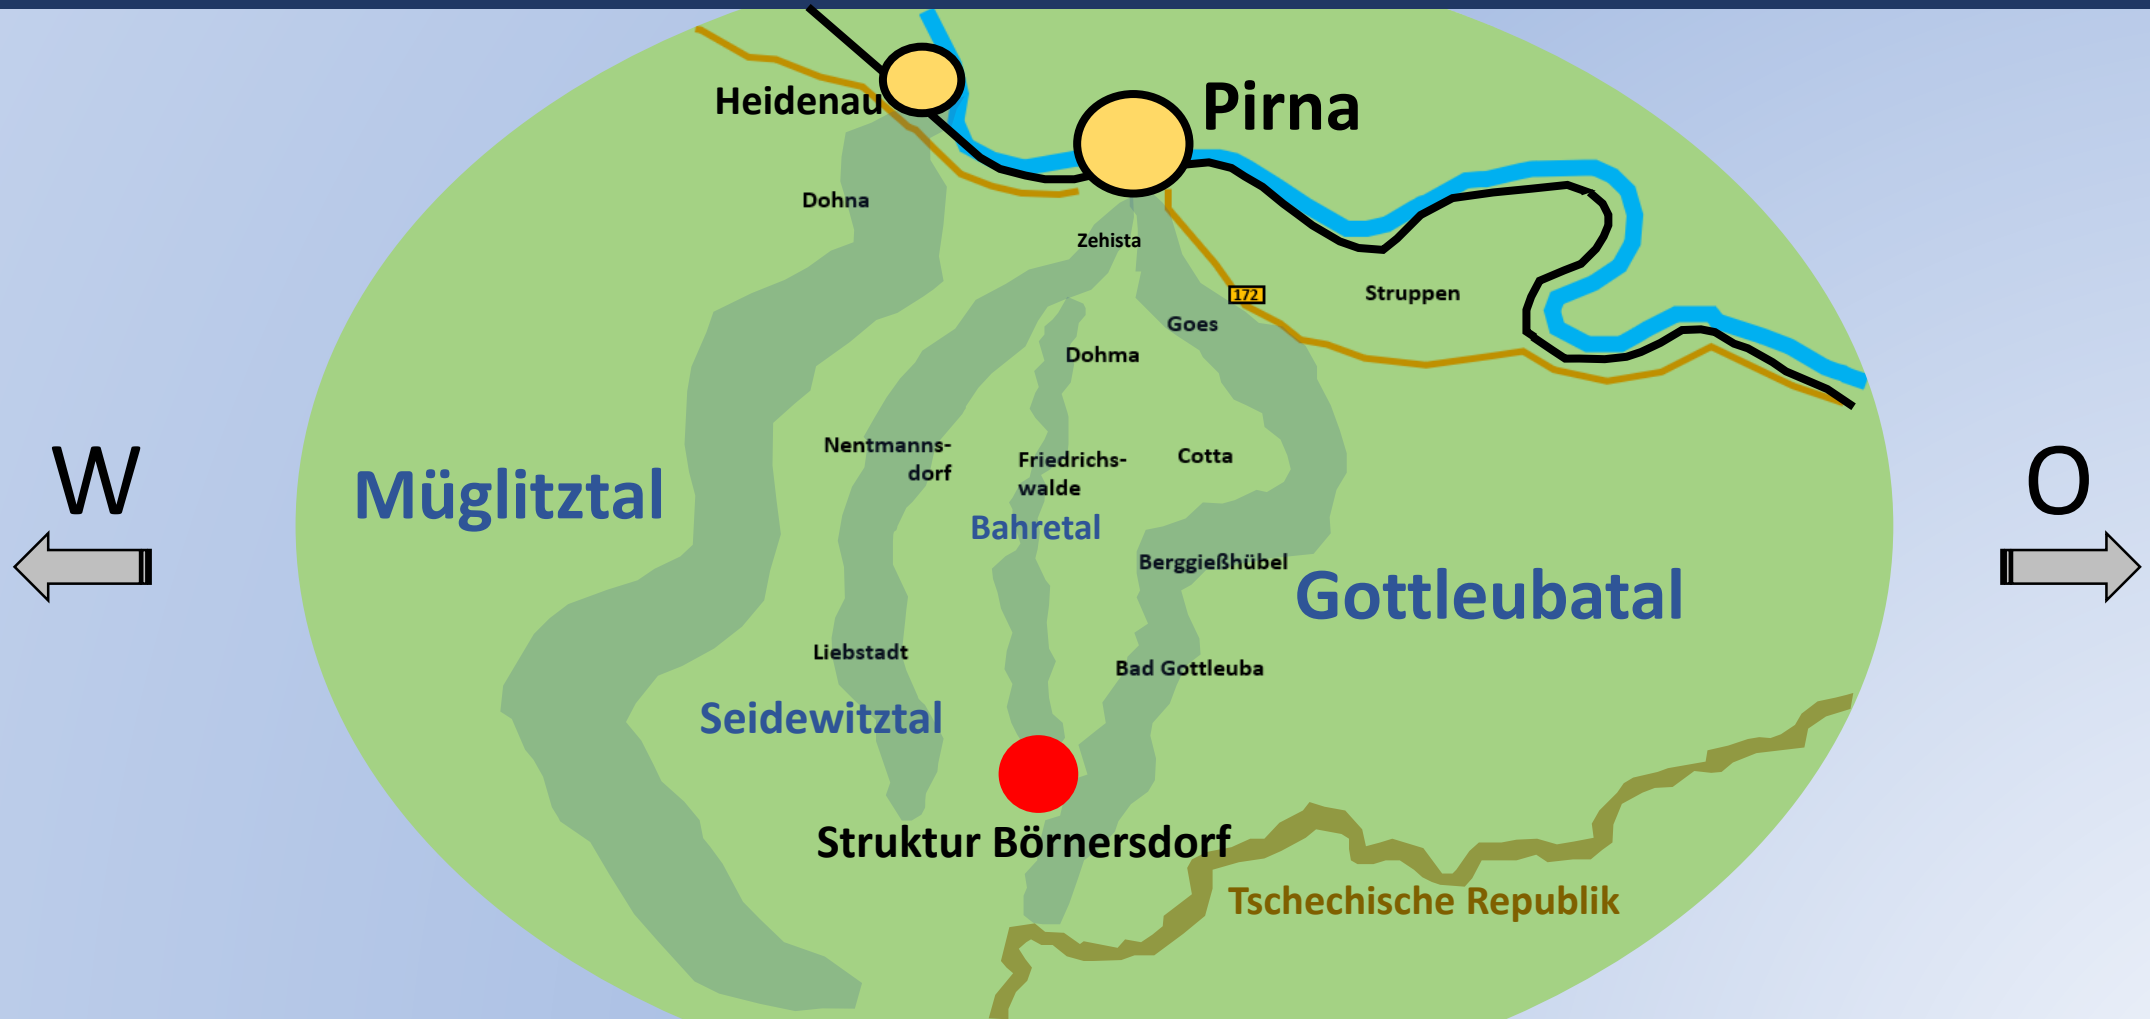 Heidenau
Pirna
Dohna
Zehista
172
Struppen
Goes
Dohma
W
O
Müglitztal
Nentmanns-
dorf
Friedrichs-
walde
Cotta
Bahretal
Berggießhübel
Gottleubatal
Liebstadt
Bad Gottleuba
Seidewitztal
Struktur Börnersdorf
Tschechische Republik